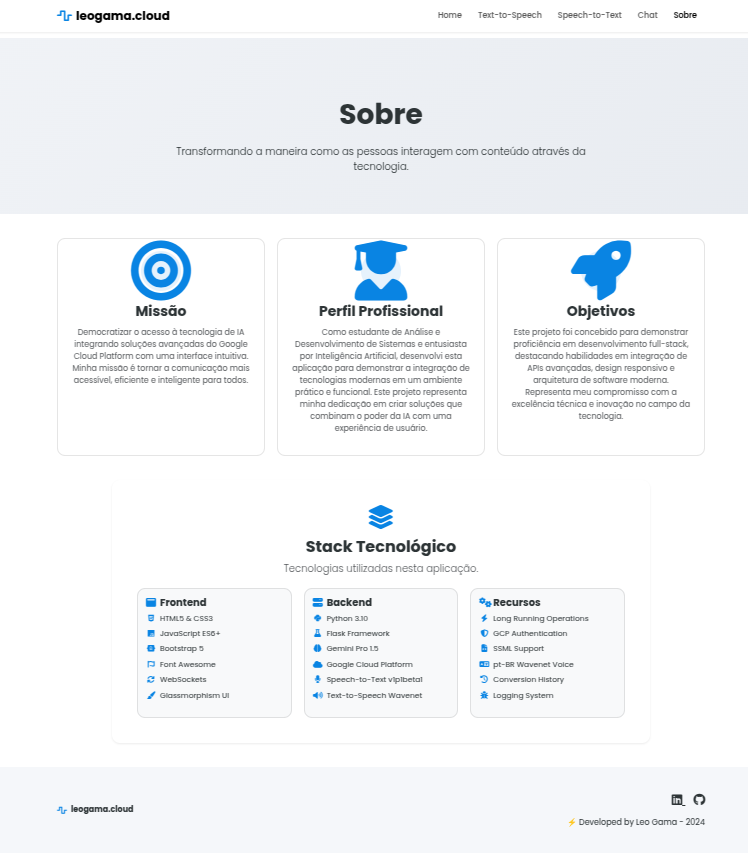 leogama.cloud
Home Text-to-Speech Speech-to-Text Chat Sobre
Sobre
Transformando a maneira como as pessoas interagem com conteúdo através da
tecnologia.
Missão
Democratizar o acesso à tecnologia de IA
integrando soluções avançadas do Google
Cloud Platform com uma interface intuitiva.
Minha missão é tornar a comunicação mais
acessível, eficiente e inteligente para todos.
Perfil Profissional
Como estudante de Análise e
Desenvolvimento de Sistemas e entusiasta
por Inteligência Artificial, desenvolvi esta
aplicação para demonstrar a integração de
tecnologias modernas em um ambiente
prático e funcional. Este projeto representa
minha dedicação em criar soluções que
combinam o poder da IA com uma
experiência de usuário.
Objetivos
Este projeto foi concebido para demonstrar
proficiência em desenvolvimento full-stack,
destacando habilidades em integração de
APIs avançadas, design responsivo e
arquitetura de software moderna.
Representa meu compromisso com a
excelência técnica e inovação no campo da
tecnologia.
Stack Tecnológico
Tecnologias utilizadas nesta aplicação.
Frontend
HTML5 & CSS3
JavaScript ES6+
Bootstrap 5
Font Awesome
WebSockets
Glassmorphism UI
Backend
Python 3.10
Flask Framework
Gemini Pro 1.5
Google Cloud Platform
Speech-to-Text v1p1beta1
Text-to-Speech Wavenet
Recursos
Long Running Operations
GCP Authentication
SSML Support
pt-BR Wavenet Voice
Conversion History
Logging System
leogama.cloud
⚡ Developed by Leo Gama - 2024